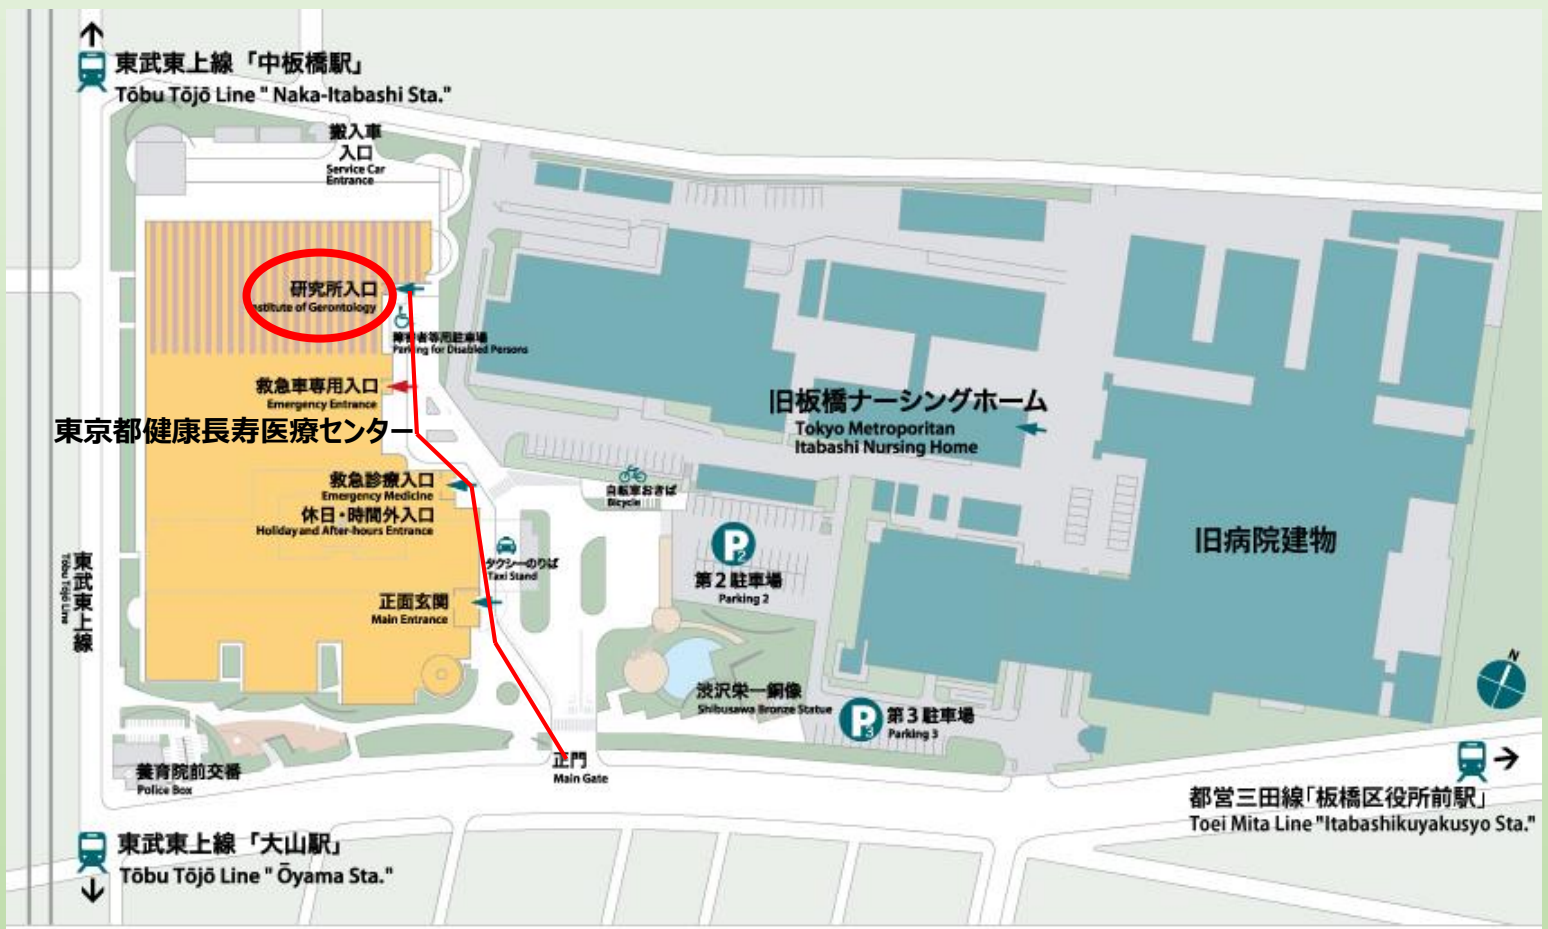 東武東上線「中板橋駅」
Tōbu Tōjō Line " Naka-Itabashi Sta."
搬入車
入口
Service Car
Entrance
研究所入口
nstitute of Gerontology
障害者等用駐車場
Parking for Disabled Persons
救急車専用入口
Emergency Entrance
東京都健康長寿医療センター
旧板橋ナーシングホーム
Tokyo Metroporitan
Itabashi Nursing Home
救急診療入口
Emergency Medicine
休日・時間外入口
Holiday and After-hours Entrance
自転車おきば
Bicycle
P2
第2駐車場
Parking 2
旧病院建物
タクシーのりば
Taxi Stand
正面玄関
Main Entrance
東武東上線
Tōbu Tōjō Line
渋沢栄一銅像
Shibusawa Bronze Statue
P3
第3駐車場
Parking 3
N
正門
Main Gate
養育院前交番
Police Box
都営三田線「板橋区役所前駅」
Toei Mita Line "Itabashikuyakusyo Sta."
東武東上線「大山駅」
Tōbu Tōjō Line " Ōyama Sta."